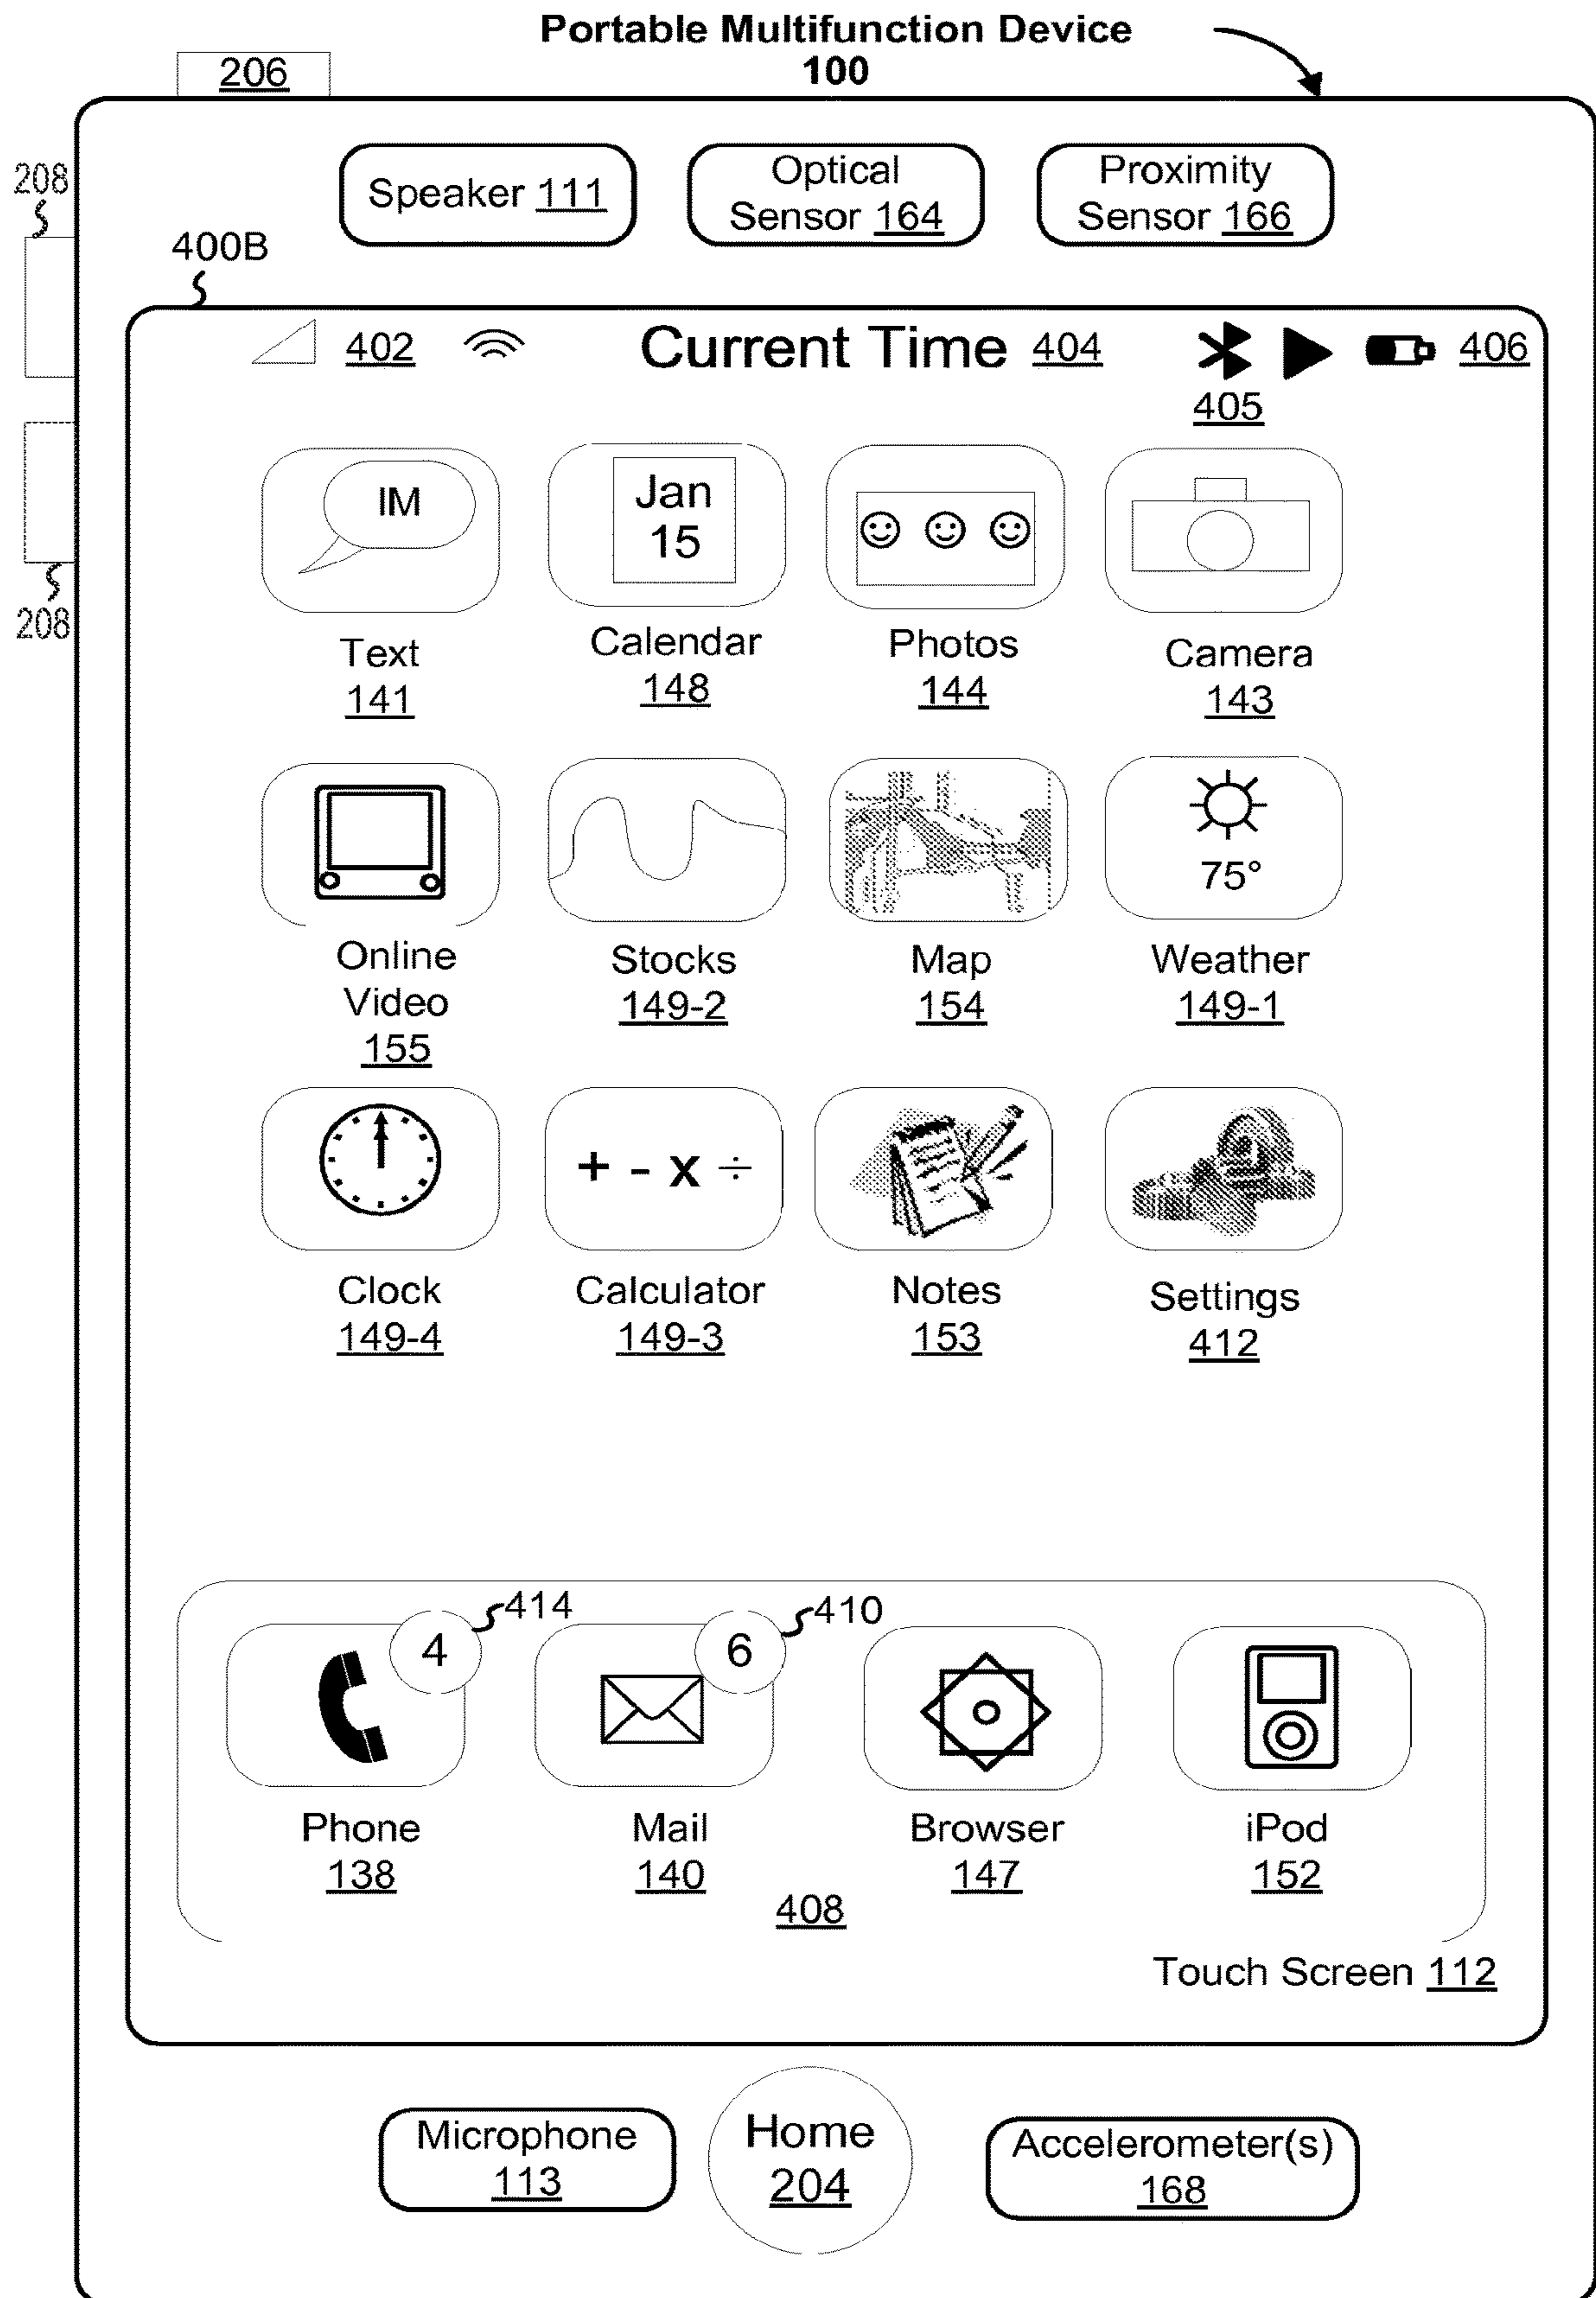 Portable Multifunction Device
100
206
208
Speaker 111
Optical
Sensor 164
Proximity
Sensor 166
400B
402 Current Time 404 406
405
208
IM
Jan
15
Text
141
Calendar
148
Photos
144
Camera
143
75°
Online
Video
155
Stocks
149-2
Map
154
Weather
149-1
+ - x ÷
Clock
149-4
Calculator
149-3
Notes
153
Settings
412
4
414
6
410
Phone
138
Mail
140
Browser
147
iPod
152
408
Touch Screen 112
Microphone
113
Home
204
Accelerometer(s)
168